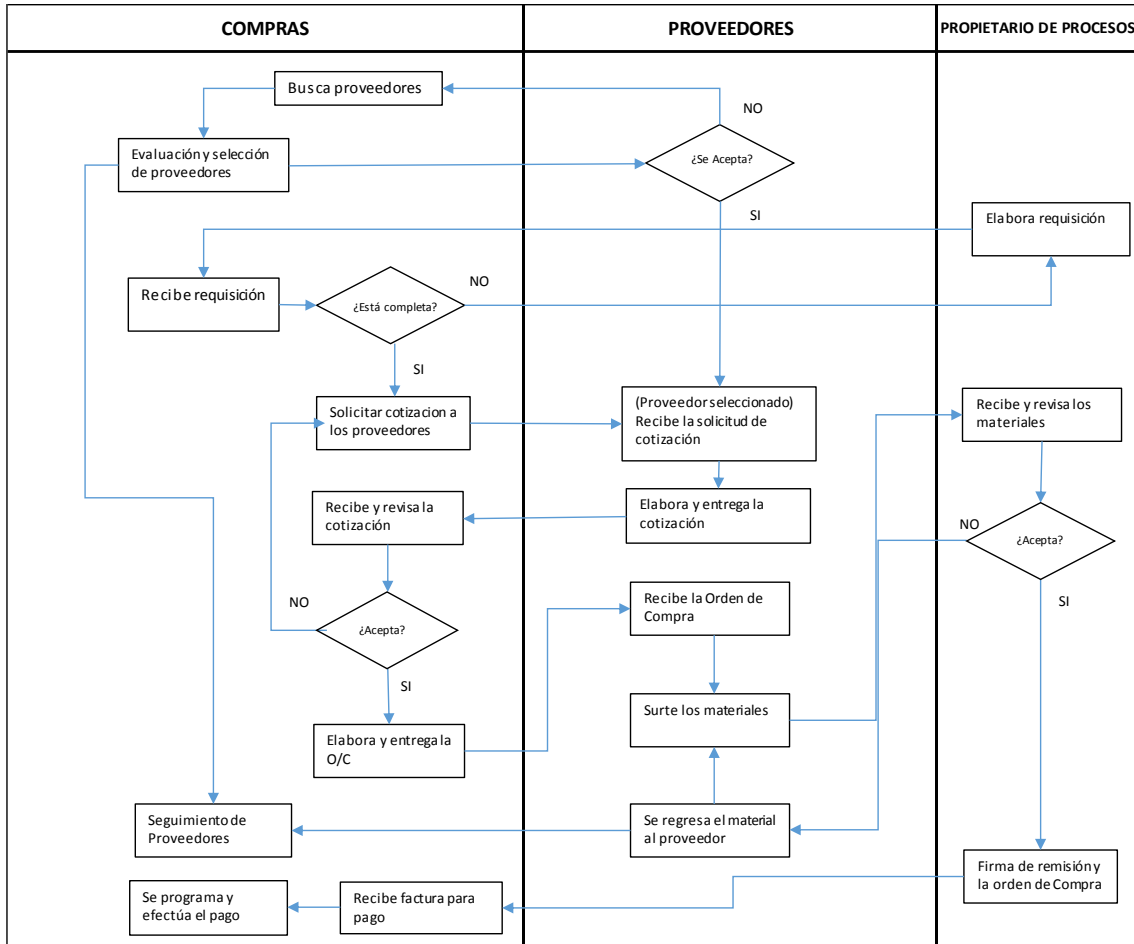 COMPRAS
PROVEEDORES
PROPIETARIO DE PROCESOS
Busca proveedores
NO
Evaluación y selección
de proveedores
¿Se Acepta?
SI
Elabora requisición
Recibe requisición
¿Está completa?
NO
SI
Solicitar cotizacion a
los proveedores
(Proveedor seleccionado)
Recibe la solicitud de
cotización
Recibe y revisa los
materiales
Recibe y revisa la
cotización
Elabora y entrega la
cotización
NO
¿Acepta?
SI
NO
¿Acepta?
SI
Recibe la Orden de
Compra
Surte los materiales
Elabora y entrega la
O/C
Seguimiento de
Proveedores
Se regresa el material
al proveedor
Firma de remisión y
la orden de Compra
Se programa y
efectúa el pago
Recibe factura para
pago